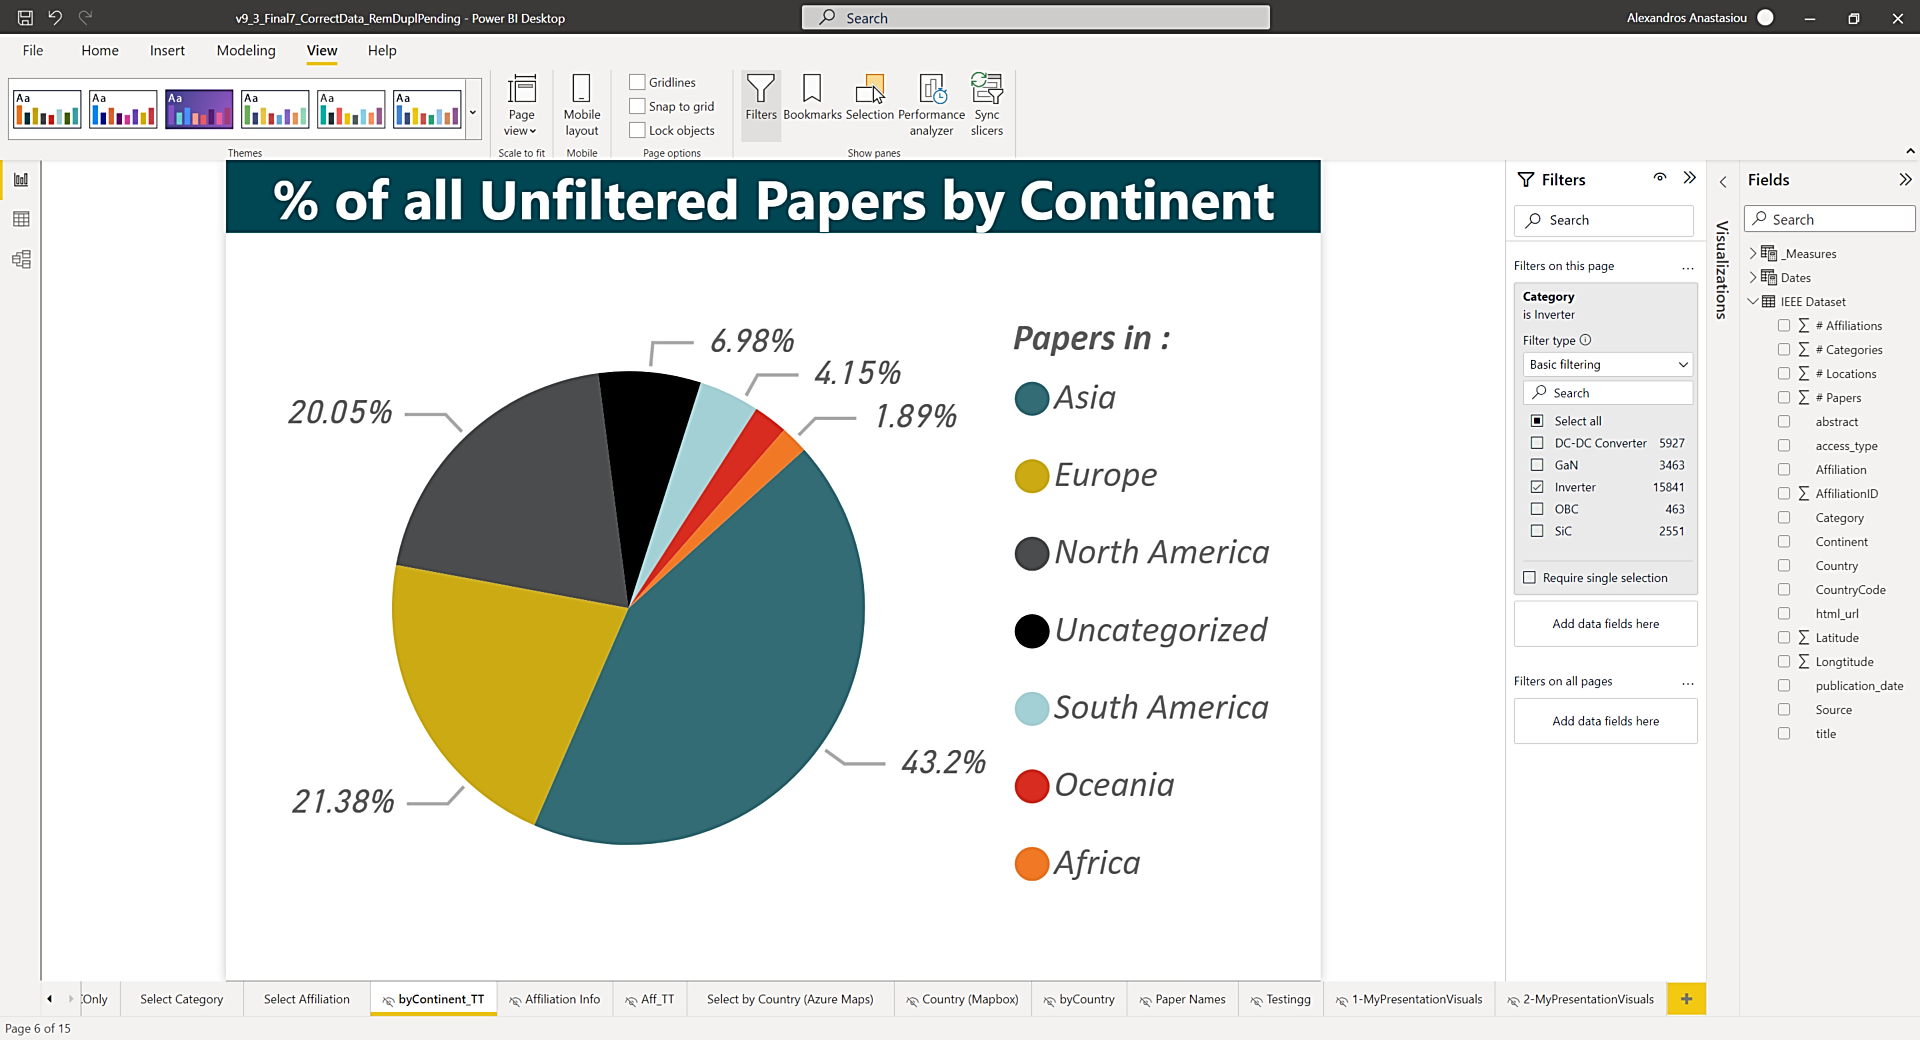 v9_3_Final7_CorrectData_RemDuplPending - Power BI Desktop
Search
Alexandros Anastasiou
File Home Insert Modeling View Help
Aa Aa Aa Aa Aa Aa
Themes
Page view
Scale to fit
Mobile layout
Mobile
Gridlines
Snap to grid
Lock objects
Page options
Filters
Bookmarks
Selection
Performance analyzer
Sync slicers
Show panes
% of all Unfiltered Papers by Continent
6.98%
4.15%
1.89%
20.05%
43.2%
21.38%
Papers in :
Asia
Europe
North America
Uncategorized
South America
Oceania
Africa
Filters
Search
Filters on this page ...
Category
is Inverter
Filter type
Basic filtering
Search
Select all
DC-DC Converter 5927
GaN 3463
Inverter 15841
OBC 463
SiC 2551
Require single selection
Add data fields here
Filters on all pages ...
Add data fields here
Visualizations
Fields
Search
_Measures
Dates
IEEE Dataset
∑ # Affiliations
∑ # Categories
∑ # Locations
∑ # Papers
abstract
access_type
Affiliation
∑ AffiliationID
Category
Continent
Country
CountryCode
html_url
∑ Latitude
∑ Longtitude
publication_date
Source
title
Only Select Category Select Affiliation byContinent_TT Affiliation Info Aff_TT Select by Country (Azure Maps) Country (Mapbox) byCountry Paper Names Testingg 1-MyPresentationVisuals 2-MyPresentationVisuals +
Page 6 of 15